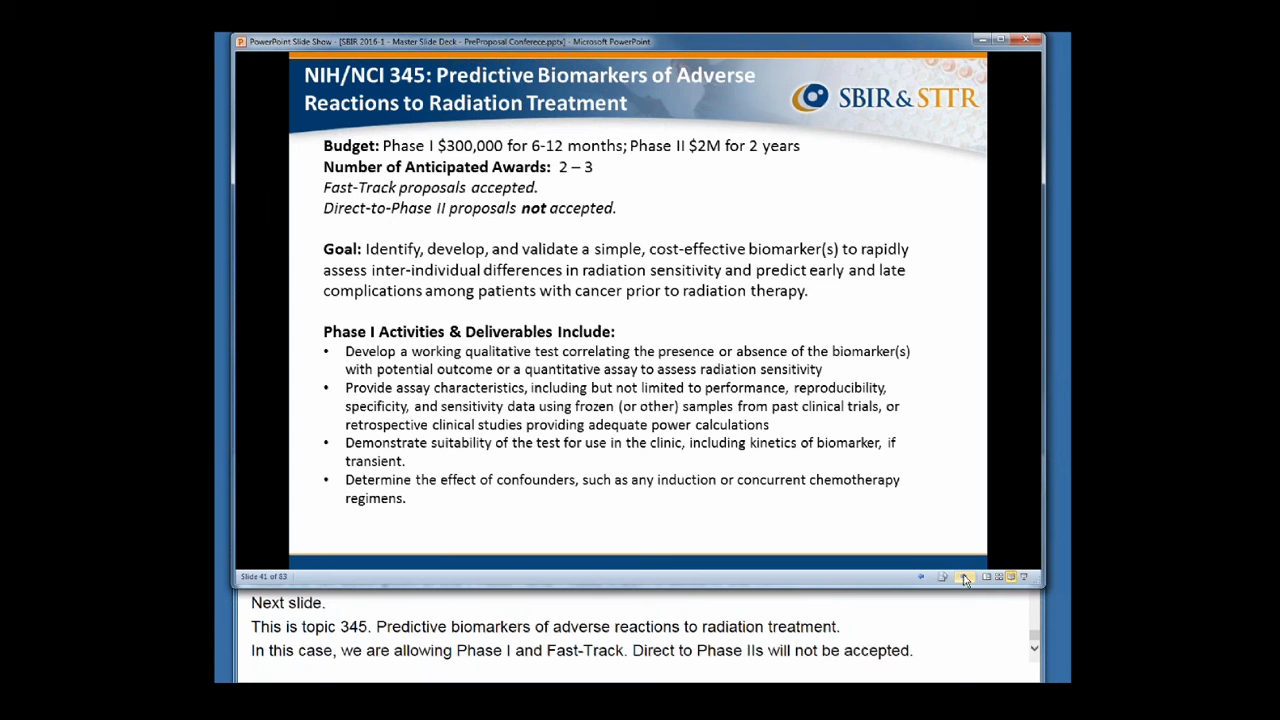 PowerPoint Slide Show - [SBIR 2016-1 - Master Slide Deck - PreProposal Conferece.pptx] - Microsoft PowerPoint
NIH/NCI 345: Predictive Biomarkers of Adverse
Reactions to Radiation Treatment
SBIR & STTR
Budget: Phase I $300,000 for 6-12 months; Phase II $2M for 2 years
Number of Anticipated Awards: 2 – 3
Fast-Track proposals accepted.
Direct-to-Phase II proposals not accepted.
Goal: Identify, develop, and validate a simple, cost-effective biomarker(s) to rapidly
assess inter-individual differences in radiation sensitivity and predict early and late
complications among patients with cancer prior to radiation therapy.
Phase I Activities & Deliverables Include:
• Develop a working qualitative test correlating the presence or absence of the biomarker(s)
with potential outcome or a quantitative assay to assess radiation sensitivity
• Provide assay characteristics, including but not limited to performance, reproducibility,
specificity, and sensitivity data using frozen (or other) samples from past clinical trials, or
retrospective clinical studies providing adequate power calculations
• Demonstrate suitability of the test for use in the clinic, including kinetics of biomarker, if
transient.
• Determine the effect of confounders, such as any induction or concurrent chemotherapy
regimens.
Slide 41 of 83
Next slide.
This is topic 345. Predictive biomarkers of adverse reactions to radiation treatment.
In this case, we are allowing Phase I and Fast-Track. Direct to Phase IIs will not be accepted.